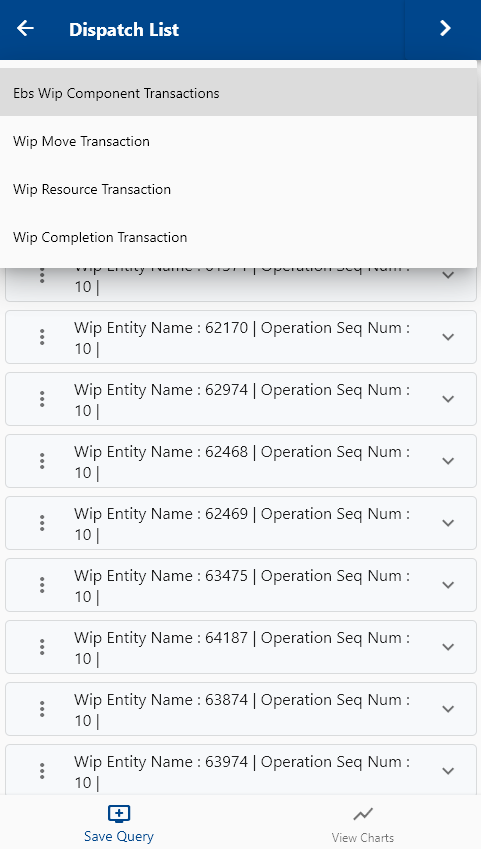 Dispatch List
Ebs Wip Component Transactions
Wip Move Transaction
Wip Resource Transaction
Wip Completion Transaction
Wip Entity Name : 61574 | Operation Seq Num :
10 |
Wip Entity Name : 62170 | Operation Seq Num :
10 |
Wip Entity Name : 62974 | Operation Seq Num :
10 |
Wip Entity Name : 62468 | Operation Seq Num :
10 |
Wip Entity Name : 62469 | Operation Seq Num :
10 |
Wip Entity Name : 63475 | Operation Seq Num :
10 |
Wip Entity Name : 64187 | Operation Seq Num :
10 |
Wip Entity Name : 63874 | Operation Seq Num :
10 |
Wip Entity Name : 63974 | Operation Seq Num :
10 |
Save Query
View Charts